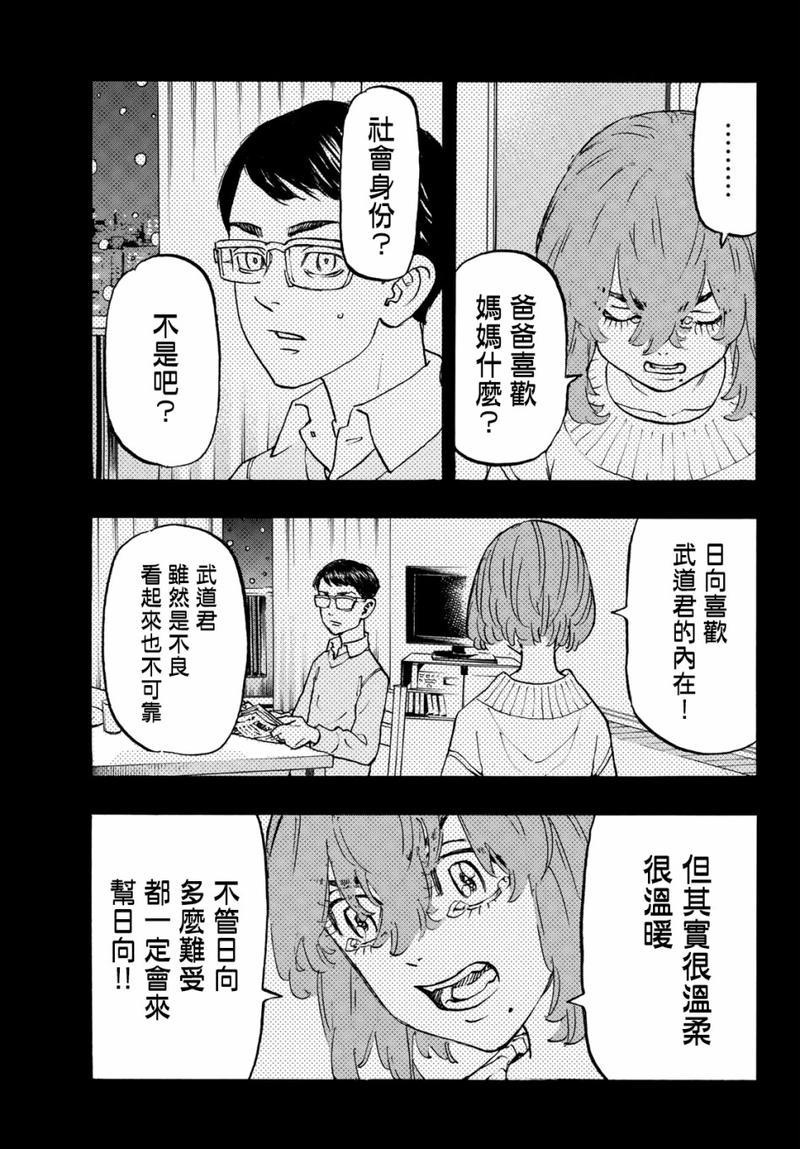 ………
爸爸喜歡
媽媽什麼？
社會身份？
不是吧？
日向喜歡
武道君的內在！
武道君
雖然是不良
看起來也不可靠
但其實很溫柔
很溫暖
不管日向
多麼難受
都一定會來
幫日向!!